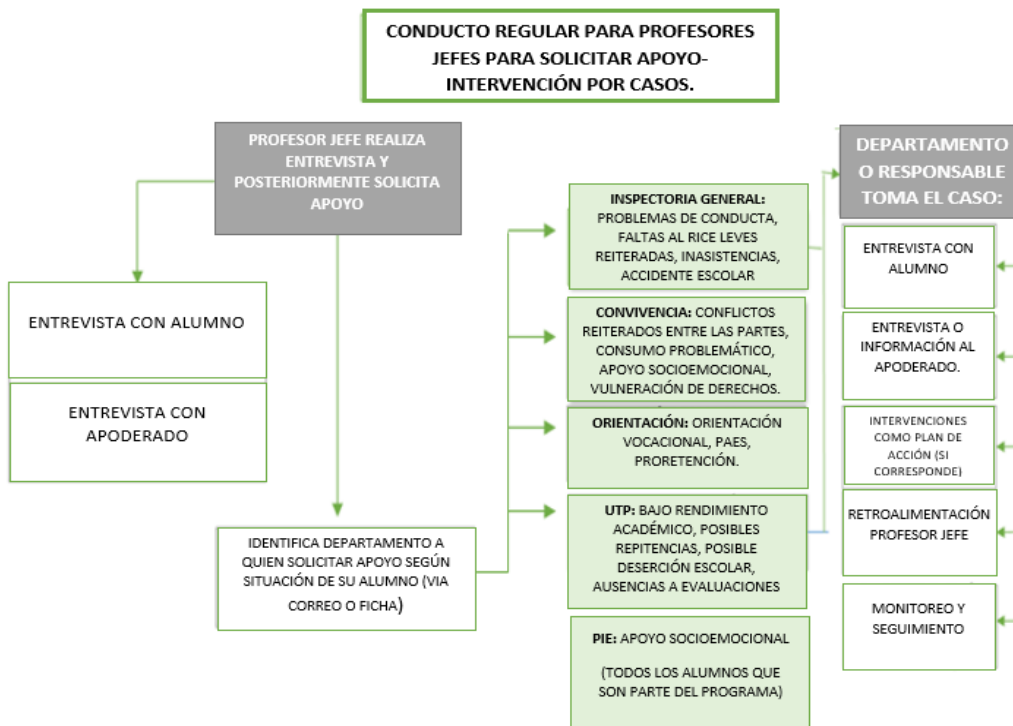 CONDUCTO REGULAR PARA PROFESORES
JEFES PARA SOLICITAR APOYO-
INTERVENCIÓN POR CASOS.
PROFESOR JEFE REALIZA
ENTREVISTA Y
POSTERIORMENTE SOLICITA
APOYO
ENTREVISTA CON ALUMNO
ENTREVISTA CON
APODERADO
IDENTIFICA DEPARTAMENTO A
QUIEN SOLICITAR APOYO SEGÚN
SITUACIÓN DE SU ALUMNO (VIA
CORREO O FICHA)
INSPECTORIA GENERAL:
PROBLEMAS DE CONDUCTA,
FALTAS AL RICE LEVES
REITERADAS, INASISTENCIAS,
ACCIDENTE ESCOLAR
CONVIVENCIA: CONFLICTOS
REITERADOS ENTRE LAS PARTES,
CONSUMO PROBLEMÁTICO,
APOYO SOCIOEMOCIONAL,
VULNERACIÓN DE DERECHOS.
ORIENTACIÓN: ORIENTACIÓN
VOCACIONAL, PAES,
PRORETENCIÓN.
UTP: BAJO RENDIMIENTO
ACADÉMICO, POSIBLES
REPITENCIAS, POSIBLE
DESERCIÓN ESCOLAR,
AUSENCIAS A EVALUACIONES
PIE: APOYO SOCIOEMOCIONAL
(TODOS LOS ALUMNOS QUE
SON PARTE DEL PROGRAMA)
DEPARTAMENTO
O RESPONSABLE
TOMA EL CASO:
ENTREVISTA CON
ALUMNO
ENTREVISTA O
INFORMACIÓN AL
APODERADO.
INTERVENCIONES
COMO PLAN DE
ACCIÓN (SI
CORRESPONDE)
RETROALIMENTACIÓN
PROFESOR JEFE
MONITOREO Y
SEGUIMIENTO